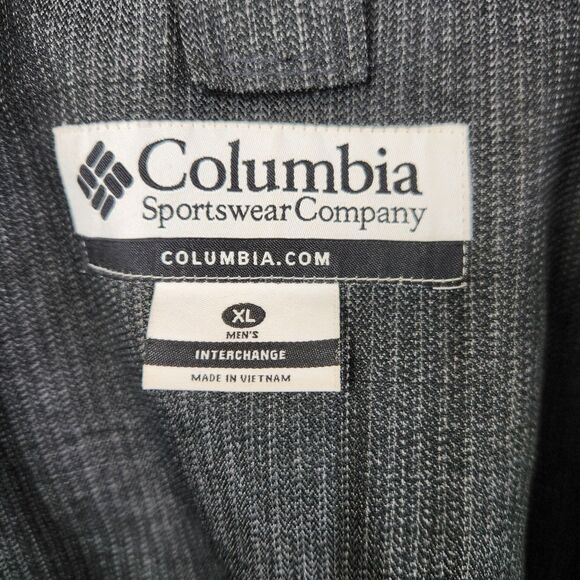 Columbia
Sportswear Company
COLUMBIA.COM
XL
MEN'S
INTERCHANGE
MADE IN VIETNAM